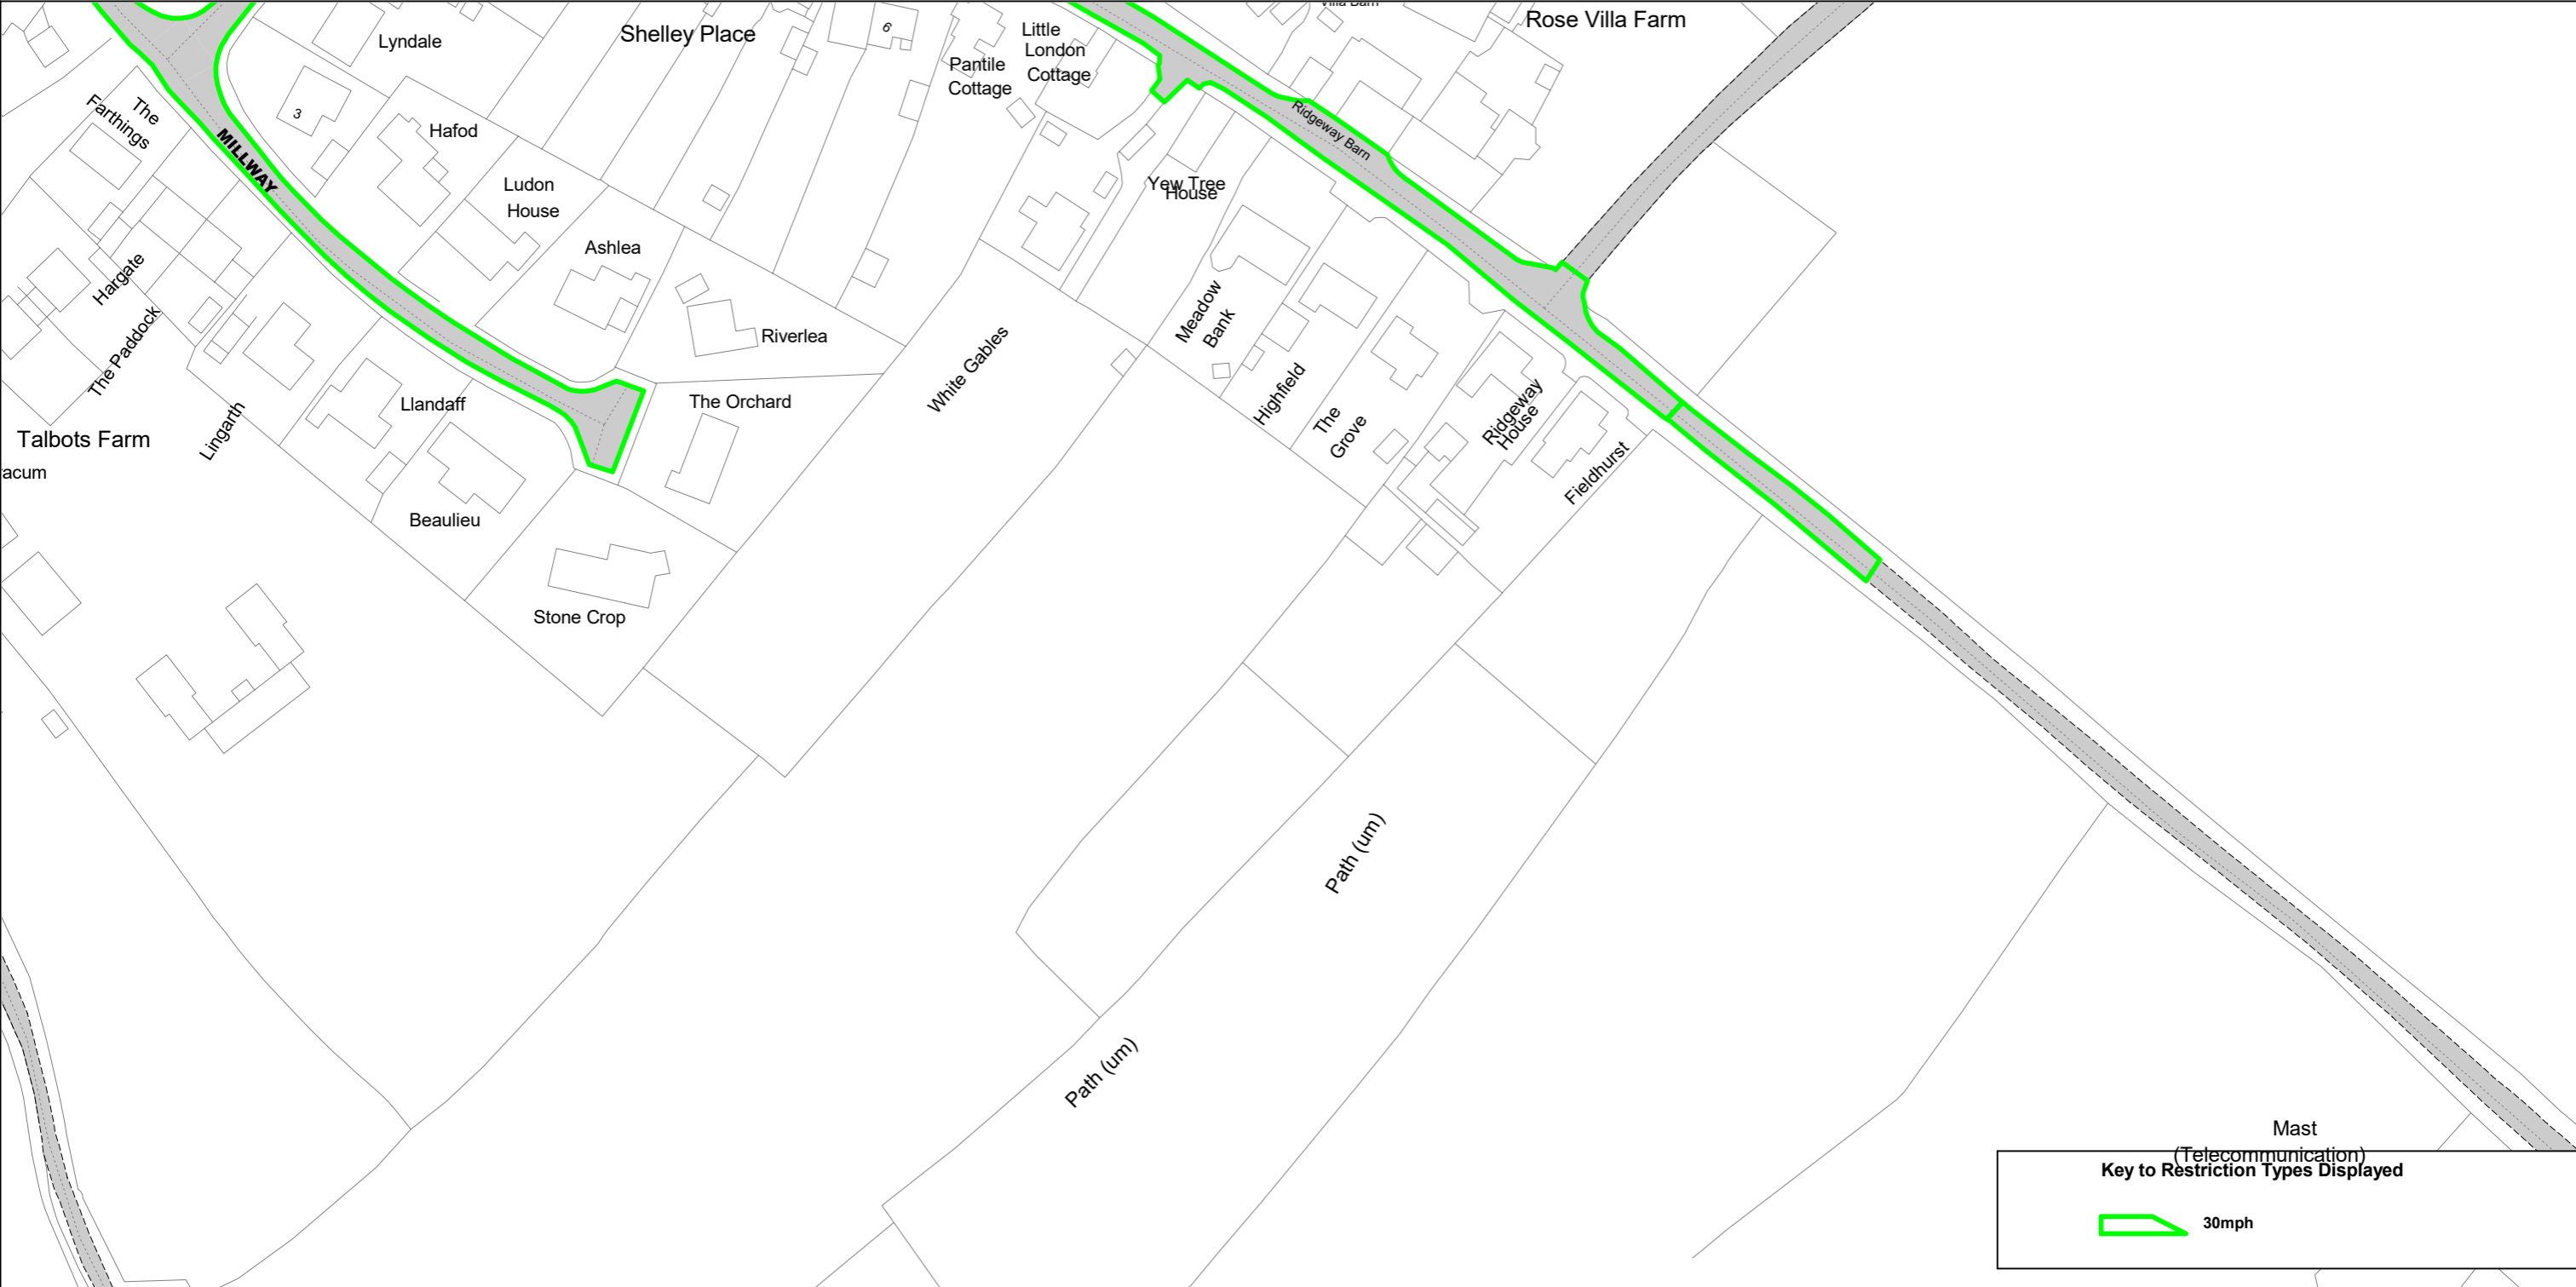 Villa Barn
Rose Villa Farm
Lyndale
Shelley Place
6
Little
London
Cottage
Pantile
Cottage
The
Farthings
3
Hafod
MILLWAY
Ridgeway Barn
Ludon
House
Yew Tree
House
Ashlea
Hargate
The Paddock
Riverlea
White Gables
Meadow
Bank
Highfield
The
Grove
Ridgeway
House
Fieldhurst
Llandaff
The Orchard
Lingarth
Talbots Farm
acum
Beaulieu
Stone Crop
Path (um)
Path (um)
Mast
(Telecommunication)
Key to Restriction Types Displayed
30mph